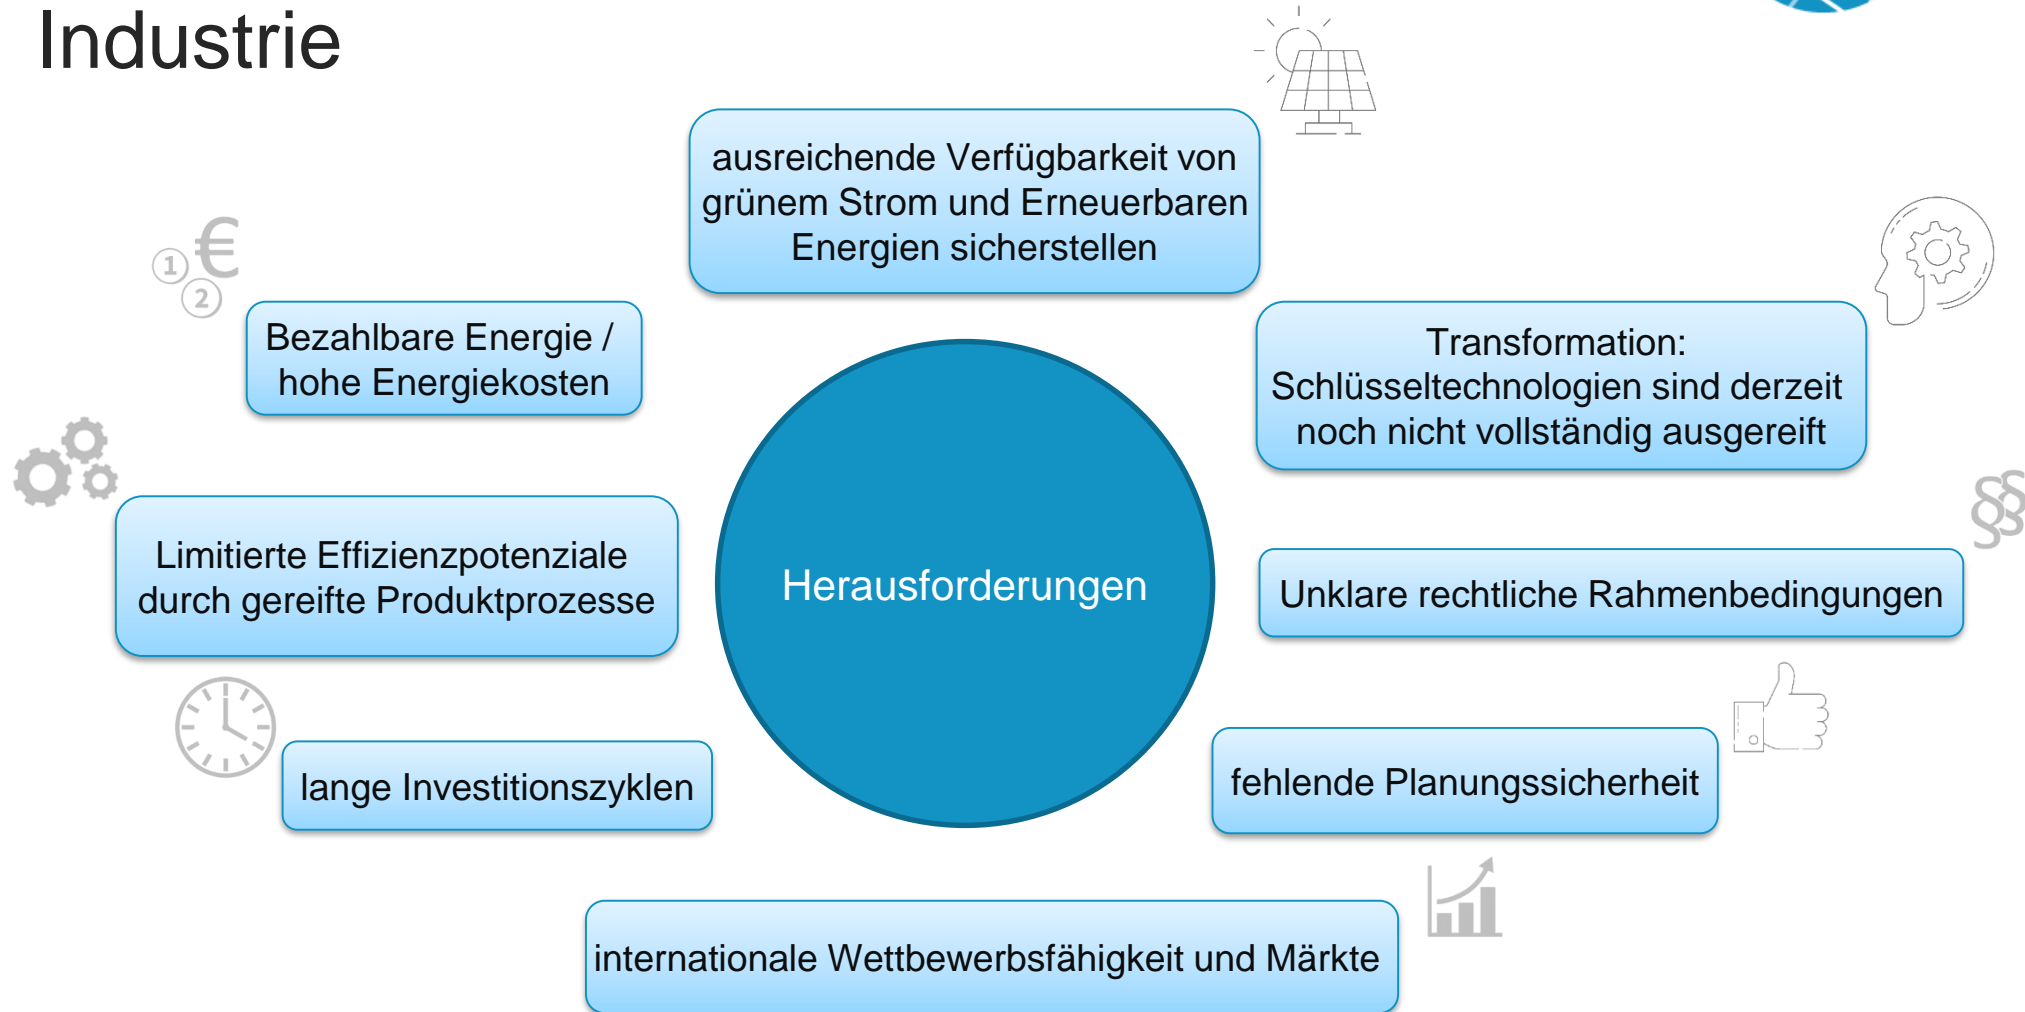 Industrie
ausreichende Verfügbarkeit von
grünem Strom und Erneuerbaren
Energien sicherstellen
€
1
2
Bezahlbare Energie /
hohe Energiekosten
Transformation:
Schlüsseltechnologien sind derzeit
noch nicht vollständig ausgereift
Limitierte Effizienzpotenziale
durch gereifte Produktprozesse
Herausforderungen
§§
Unklare rechtliche Rahmenbedingungen
lange Investitionszyklen
fehlende Planungssicherheit
internationale Wettbewerbsfähigkeit und Märkte